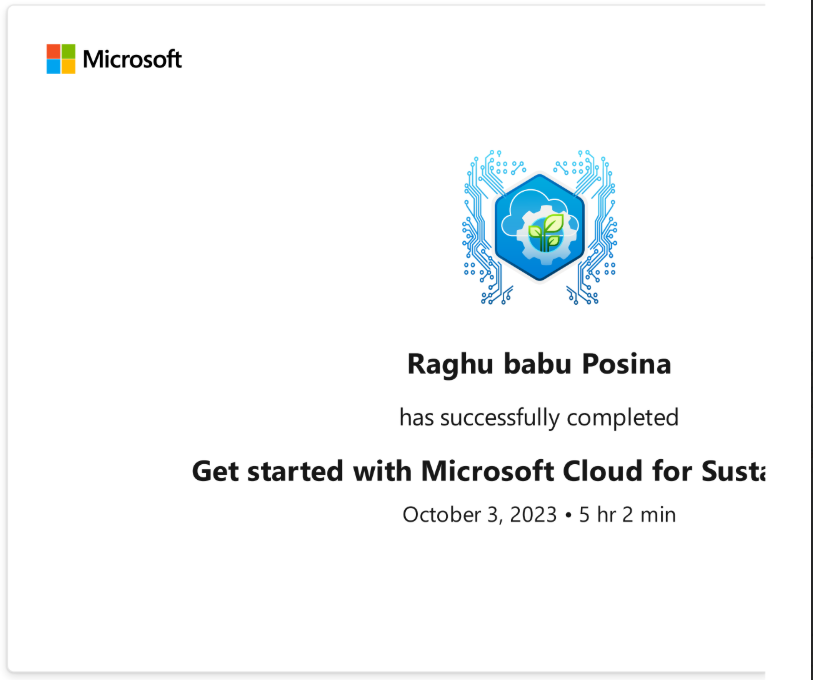 Microsoft
Raghu babu Posina
has successfully completed
Get started with Microsoft Cloud for
October 3, 2023 • 5 hr 2 min